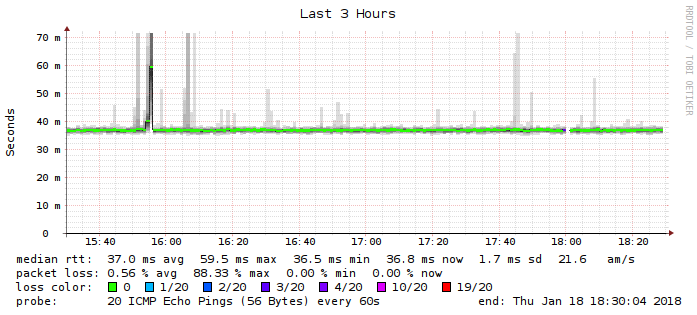 Last 3 Hours
RRDTOOL / TOBI OETIKER
Seconds
70 m
60 m
50 m
40 m
30 m
20 m
10 m
0
15:40 16:00 16:20 16:40 17:00 17:20 17:40 18:00 18:20
median rtt: 37.0 ms avg 59.5 ms max 36.5 ms min 36.8 ms now 1.7 ms sd 21.6 am/s
packet loss: 0.56 % avg 88.33 % max 0.00 % min 0.00 % now
loss color: 0 1/20 2/20 3/20 4/20 10/20 19/20
probe: 20 ICMP Echo Pings (56 Bytes) every 60s end: Thu Jan 18 18:30:04 2018